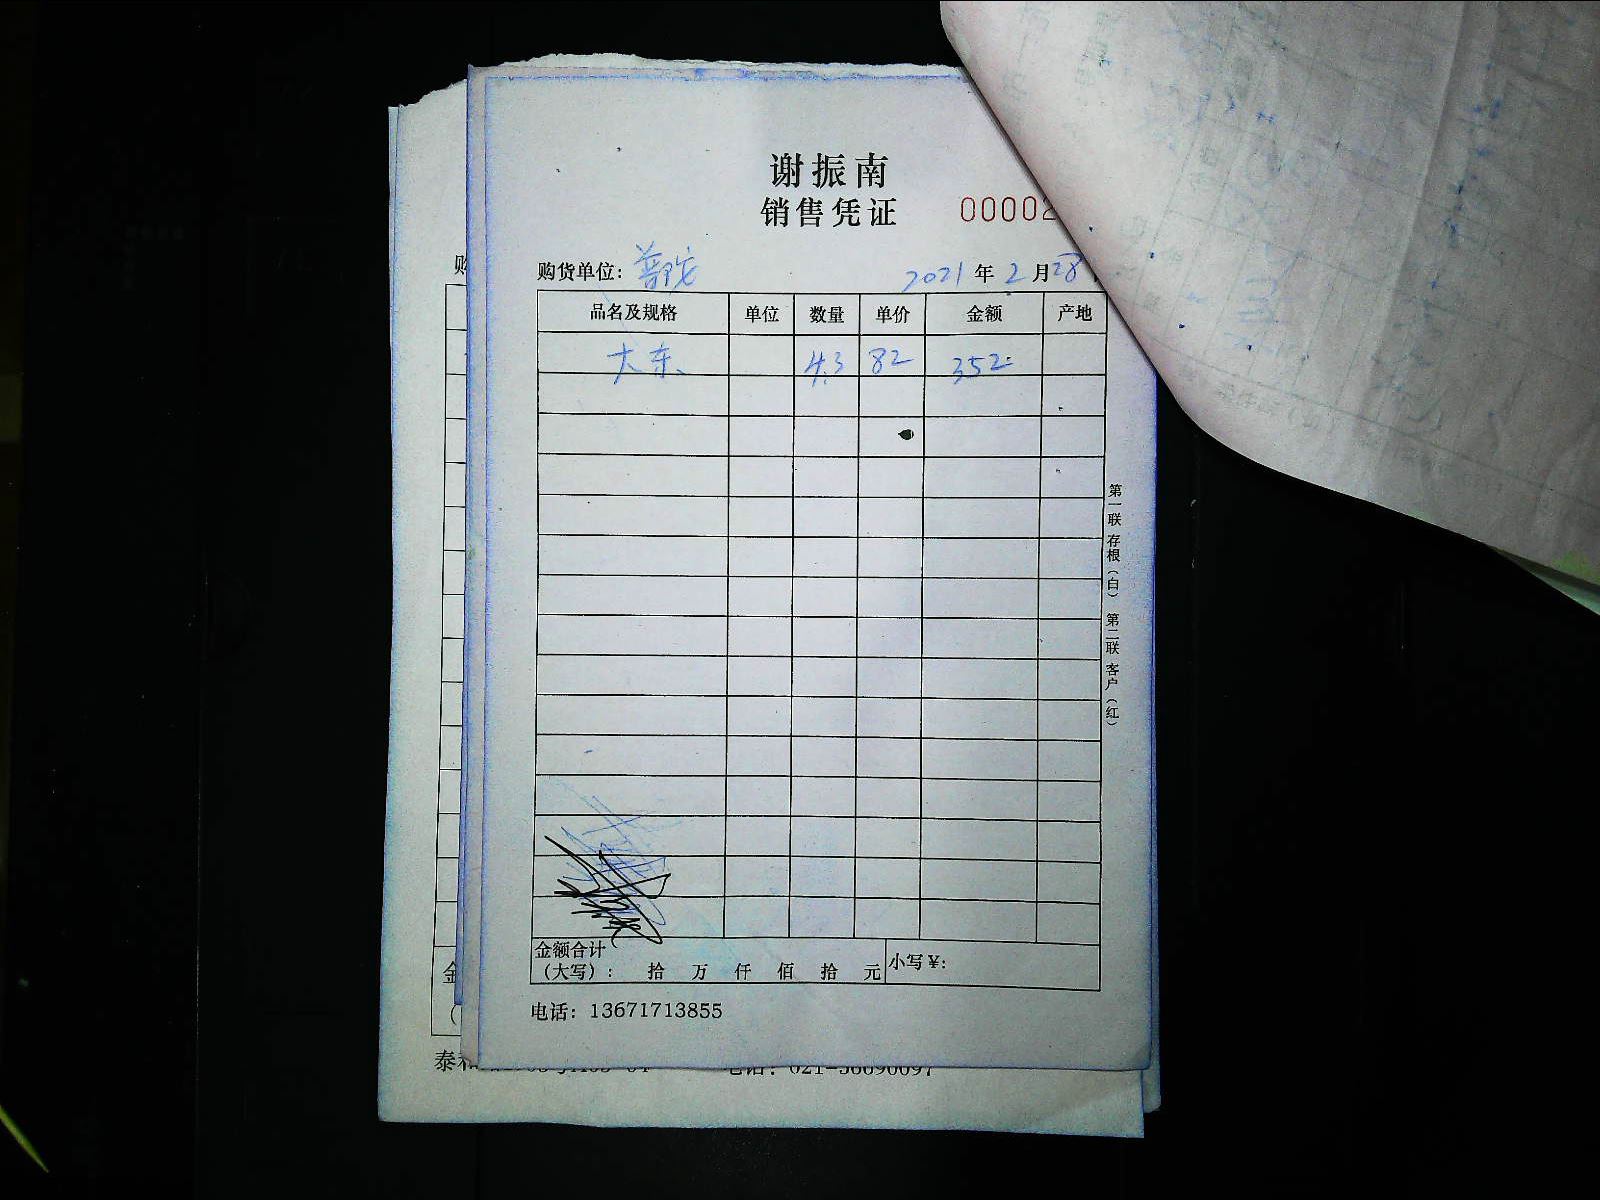 谢振南
销售凭证
00002
购货单位: 普陀 2021 年 2 月 28
品名及规格 单位 数量 单价 金额 产地
大东 4.3 82 352
第一联 存根(白) 第二联 客户(红)
金额合计
(大写): 拾 万 仟 佰 拾 元 小写¥:
电话: 13671713855